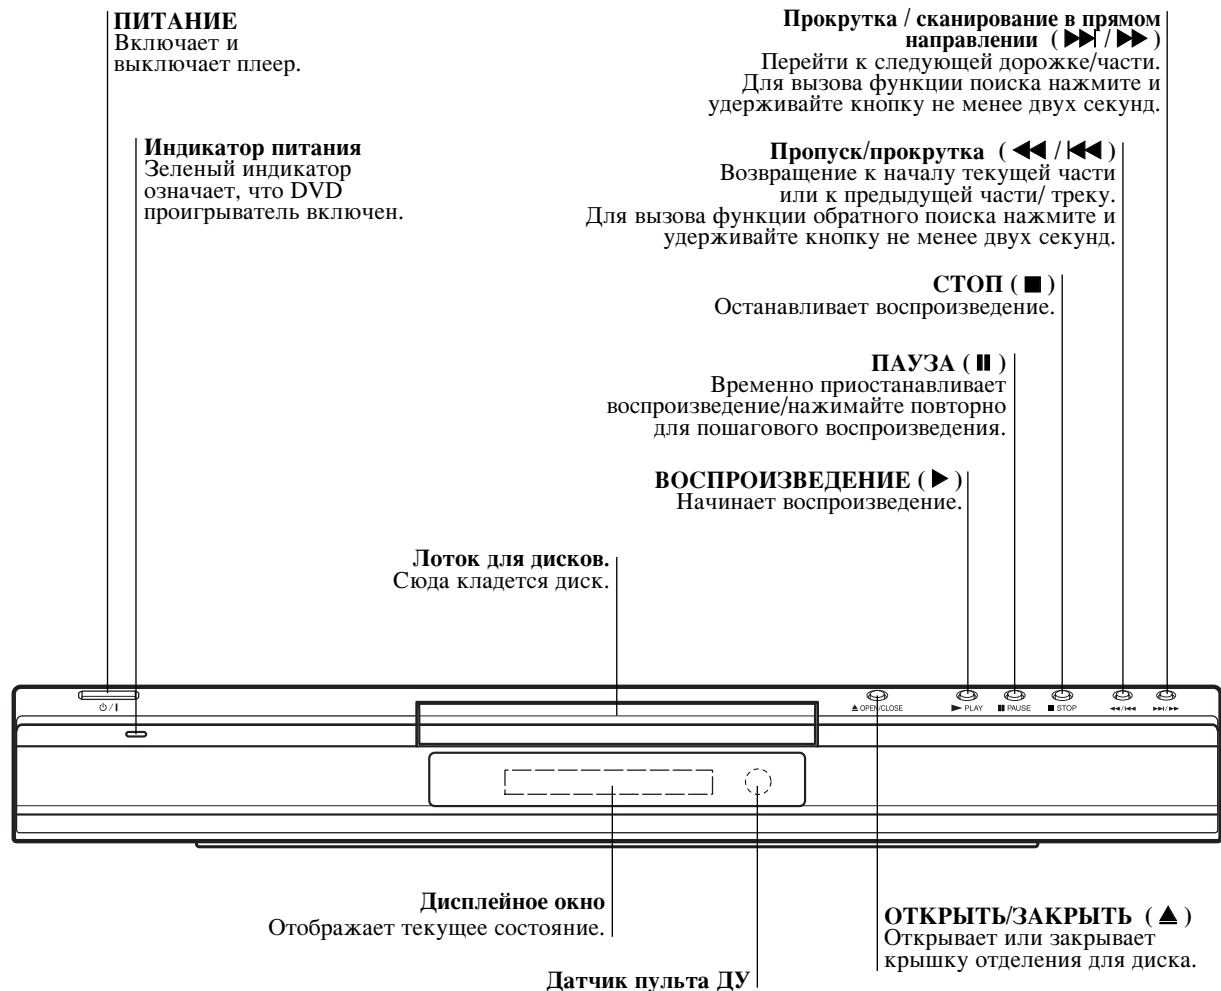 ПИТАНИЕ
Включает и
выключает плеер.
Индикатор питания
Зеленый индикатор
означает, что DVD
проигрыватель включен.
Прокрутка / сканирование в прямом
направлении ( ▶▶| / ▶▶ )
Перейти к следующей дорожке/части.
Для вызова функции поиска нажмите и
удерживайте кнопку не менее двух секунд.
Пропуск/прокрутка ( ◀◀ / |◀◀ )
Возвращение к началу текущей части
или к предыдущей части/ треку.
Для вызова функции обратного поиска нажмите и
удерживайте кнопку не менее двух секунд.
СТОП ( ■ )
Останавливает воспроизведение.
ПАУЗА ( ▮▮ )
Временно приостанавливает
воспроизведение/нажимайте повторно
для пошагового воспроизведения.
ВОСПРОИЗВЕДЕНИЕ ( ▶ )
Начинает воспроизведение.
Лоток для дисков.
Сюда кладется диск.
⏻/I
▲ OPEN/CLOSE
▶ PLAY
▮▮ PAUSE
■ STOP
◀◀/|◀◀
▶▶|/▶▶
Дисплейное окно
Отображает текущее состояние.
ОТКРЫТЬ/ЗАКРЫТЬ ( ▲ )
Открывает или закрывает
крышку отделения для диска.
Датчик пульта ДУ